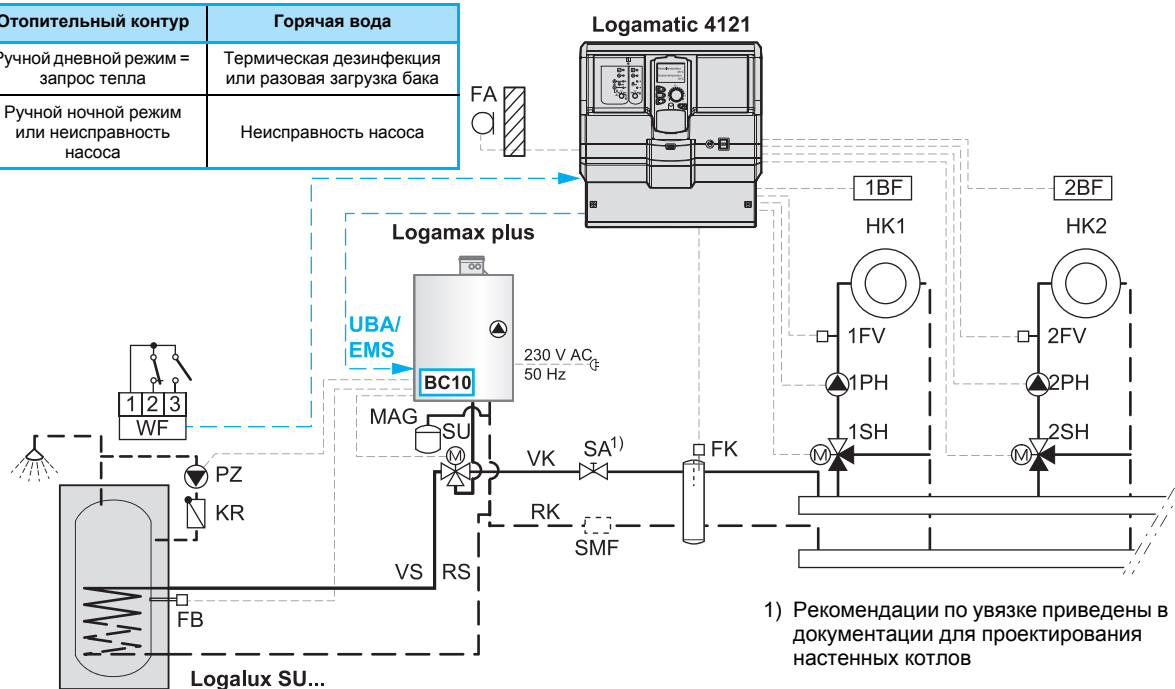 Отопительный контур
Горячая вода
Ручной дневной режим =
запрос тепла
Термическая дезинфекция
или разовая загрузка бака
Ручной ночной режим
или неисправность
насоса
Неисправность насоса
Logamatic 4121
FA
1BF
2BF
HK1
HK2
Logamax plus
UBA/
EMS
BC10
230 V AC
50 Hz
1FV
2FV
1PH
2PH
1SH
2SH
M
M
1 2 3
WF
MAG
SU
M
VK
SA1)
FK
RK
SMF
PZ
KR
VS
RS
FB
Logalux SU...
1) Рекомендации по увязке приведены в
документации для проектирования
настенных котлов